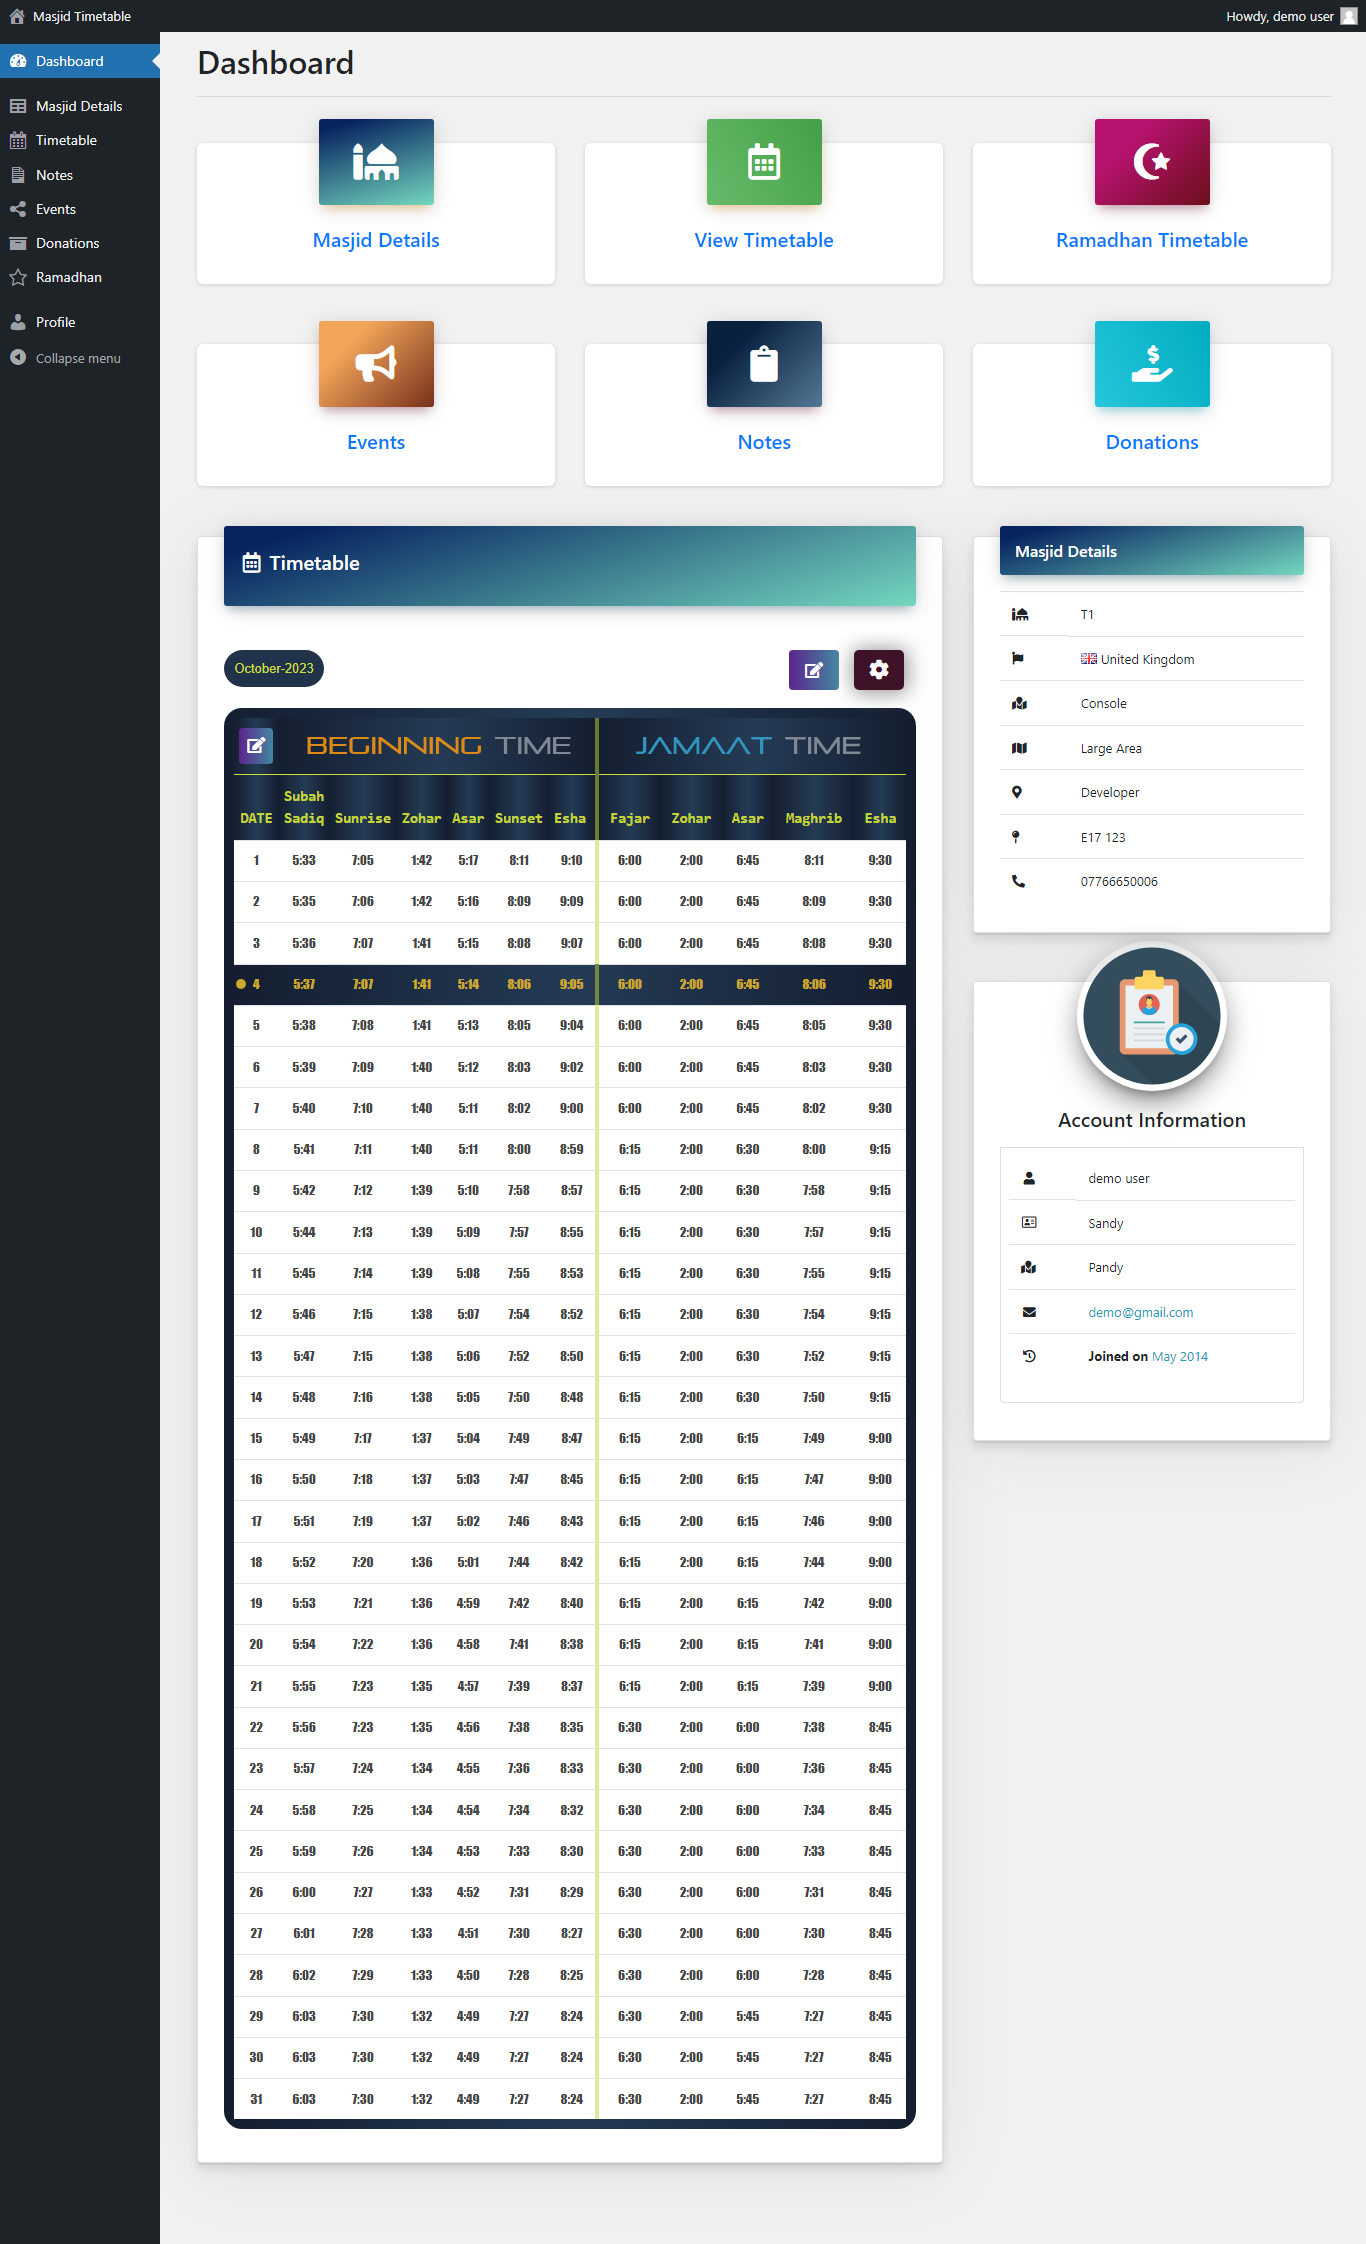 Masjid Timetable
Howdy, demo user
Dashboard
Masjid Details
Timetable
Notes
Events
Donations
Ramadhan
Profile
Collapse menu
Dashboard
Masjid Details
View Timetable
Ramadhan Timetable
Events
Notes
Donations
Timetable
October-2023
BEGINNING TIME JAMAAT TIME
DATE Subah Sadiq Sunrise Zohar Asar Sunset Esha Fajar Zohar Asar Maghrib Esha
1 5:33 7:05 1:42 5:17 8:11 9:10 6:00 2:00 6:45 8:11 9:30
2 5:35 7:06 1:42 5:16 8:09 9:09 6:00 2:00 6:45 8:09 9:30
3 5:36 7:07 1:41 5:15 8:08 9:07 6:00 2:00 6:45 8:08 9:30
4 5:37 7:07 1:41 5:14 8:06 9:05 6:00 2:00 6:45 8:06 9:30
5 5:38 7:08 1:41 5:13 8:05 9:04 6:00 2:00 6:45 8:05 9:30
6 5:39 7:09 1:40 5:12 8:03 9:02 6:00 2:00 6:45 8:03 9:30
7 5:40 7:10 1:40 5:11 8:02 9:00 6:00 2:00 6:45 8:02 9:30
8 5:41 7:11 1:40 5:11 8:00 8:59 6:15 2:00 6:30 8:00 9:15
9 5:42 7:12 1:39 5:10 7:58 8:57 6:15 2:00 6:30 7:58 9:15
10 5:44 7:13 1:39 5:09 7:57 8:55 6:15 2:00 6:30 7:57 9:15
11 5:45 7:14 1:39 5:08 7:55 8:53 6:15 2:00 6:30 7:55 9:15
12 5:46 7:15 1:38 5:07 7:54 8:52 6:15 2:00 6:30 7:54 9:15
13 5:47 7:15 1:38 5:06 7:52 8:50 6:15 2:00 6:30 7:52 9:15
14 5:48 7:16 1:38 5:05 7:50 8:48 6:15 2:00 6:30 7:50 9:15
15 5:49 7:17 1:37 5:04 7:49 8:47 6:15 2:00 6:15 7:49 9:00
16 5:50 7:18 1:37 5:03 7:47 8:45 6:15 2:00 6:15 7:47 9:00
17 5:51 7:19 1:37 5:02 7:46 8:43 6:15 2:00 6:15 7:46 9:00
18 5:52 7:20 1:36 5:01 7:44 8:42 6:15 2:00 6:15 7:44 9:00
19 5:53 7:21 1:36 4:59 7:42 8:40 6:15 2:00 6:15 7:42 9:00
20 5:54 7:22 1:36 4:58 7:41 8:38 6:15 2:00 6:15 7:41 9:00
21 5:55 7:23 1:35 4:57 7:39 8:37 6:15 2:00 6:15 7:39 9:00
22 5:56 7:23 1:35 4:56 7:38 8:35 6:30 2:00 6:00 7:38 8:45
23 5:57 7:24 1:34 4:55 7:36 8:33 6:30 2:00 6:00 7:36 8:45
24 5:58 7:25 1:34 4:54 7:34 8:32 6:30 2:00 6:00 7:34 8:45
25 5:59 7:26 1:34 4:53 7:33 8:30 6:30 2:00 6:00 7:33 8:45
26 6:00 7:27 1:33 4:52 7:31 8:29 6:30 2:00 6:00 7:31 8:45
27 6:01 7:28 1:33 4:51 7:30 8:27 6:30 2:00 6:00 7:30 8:45
28 6:02 7:29 1:33 4:50 7:28 8:25 6:30 2:00 6:00 7:28 8:45
29 6:03 7:30 1:32 4:49 7:27 8:24 6:30 2:00 5:45 7:27 8:45
30 6:03 7:30 1:32 4:49 7:27 8:24 6:30 2:00 5:45 7:27 8:45
31 6:03 7:30 1:32 4:49 7:27 8:24 6:30 2:00 5:45 7:27 8:45
Masjid Details
T1
United Kingdom
Console
Large Area
Developer
E17 123
07766650006
Account Information
demo user
Sandy
Pandy
demo@gmail.com
Joined on May 2014